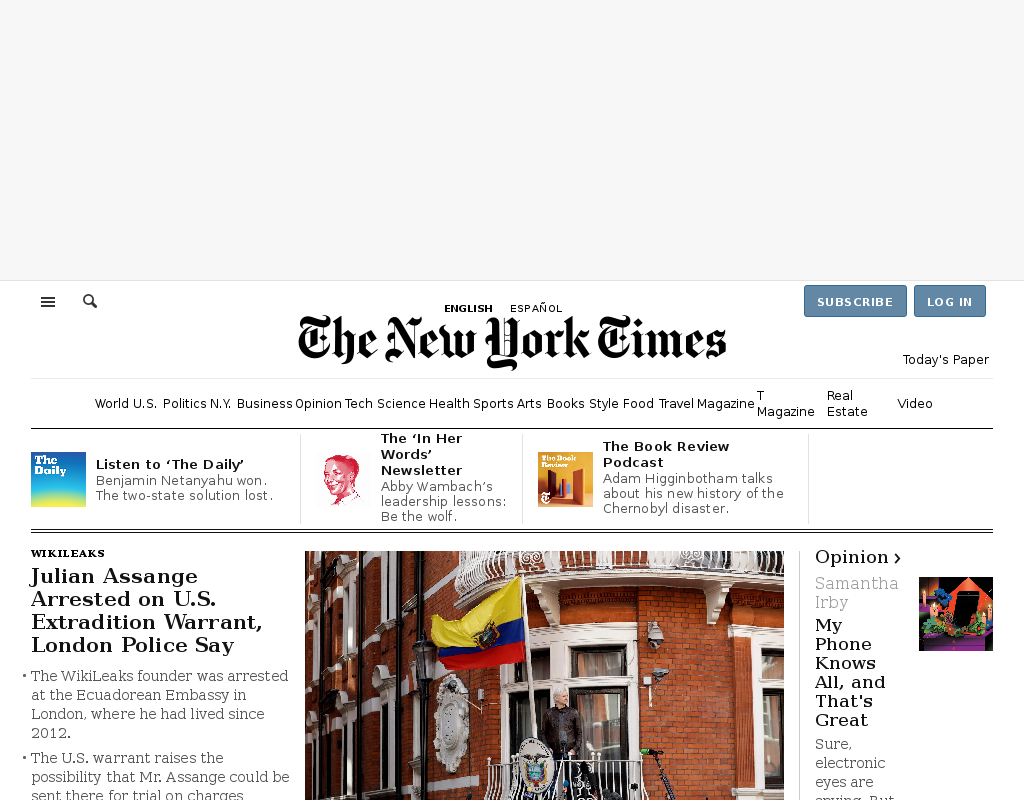 SUBSCRIBE
LOG IN
ENGLISH ESPAÑOL
The New York Times
Today's Paper
World U.S. Politics N.Y. Business Opinion Tech Science Health Sports Arts Books Style Food Travel Magazine T Magazine Real Estate Video
The Daily
Listen to ‘The Daily’
Benjamin Netanyahu won.
The two-state solution lost.
The ‘In Her
Words’
Newsletter
Abby Wambach’s
leadership lessons:
Be the wolf.
The Book
Review
The Book Review
Podcast
Adam Higginbotham talks
about his new history of the
Chernobyl disaster.
WIKILEAKS
Julian Assange
Arrested on U.S.
Extradition Warrant,
London Police Say
• The WikiLeaks founder was arrested
at the Ecuadorean Embassy in
London, where he had lived since
2012.
• The U.S. warrant raises the
possibility that Mr. Assange could be
sent there for trial on charges
Opinion ›
Samantha
Irby
My
Phone
Knows
All, and
That's
Great
Sure,
electronic
eyes are
spying. But